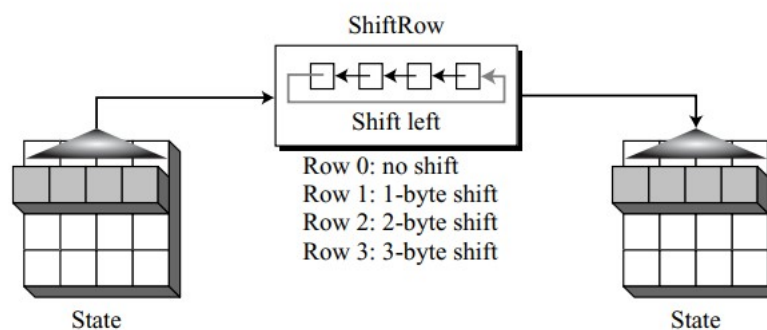 ShiftRow
Shift left
Row 0: no shift
Row 1: 1-byte shift
Row 2: 2-byte shift
Row 3: 3-byte shift
State
State